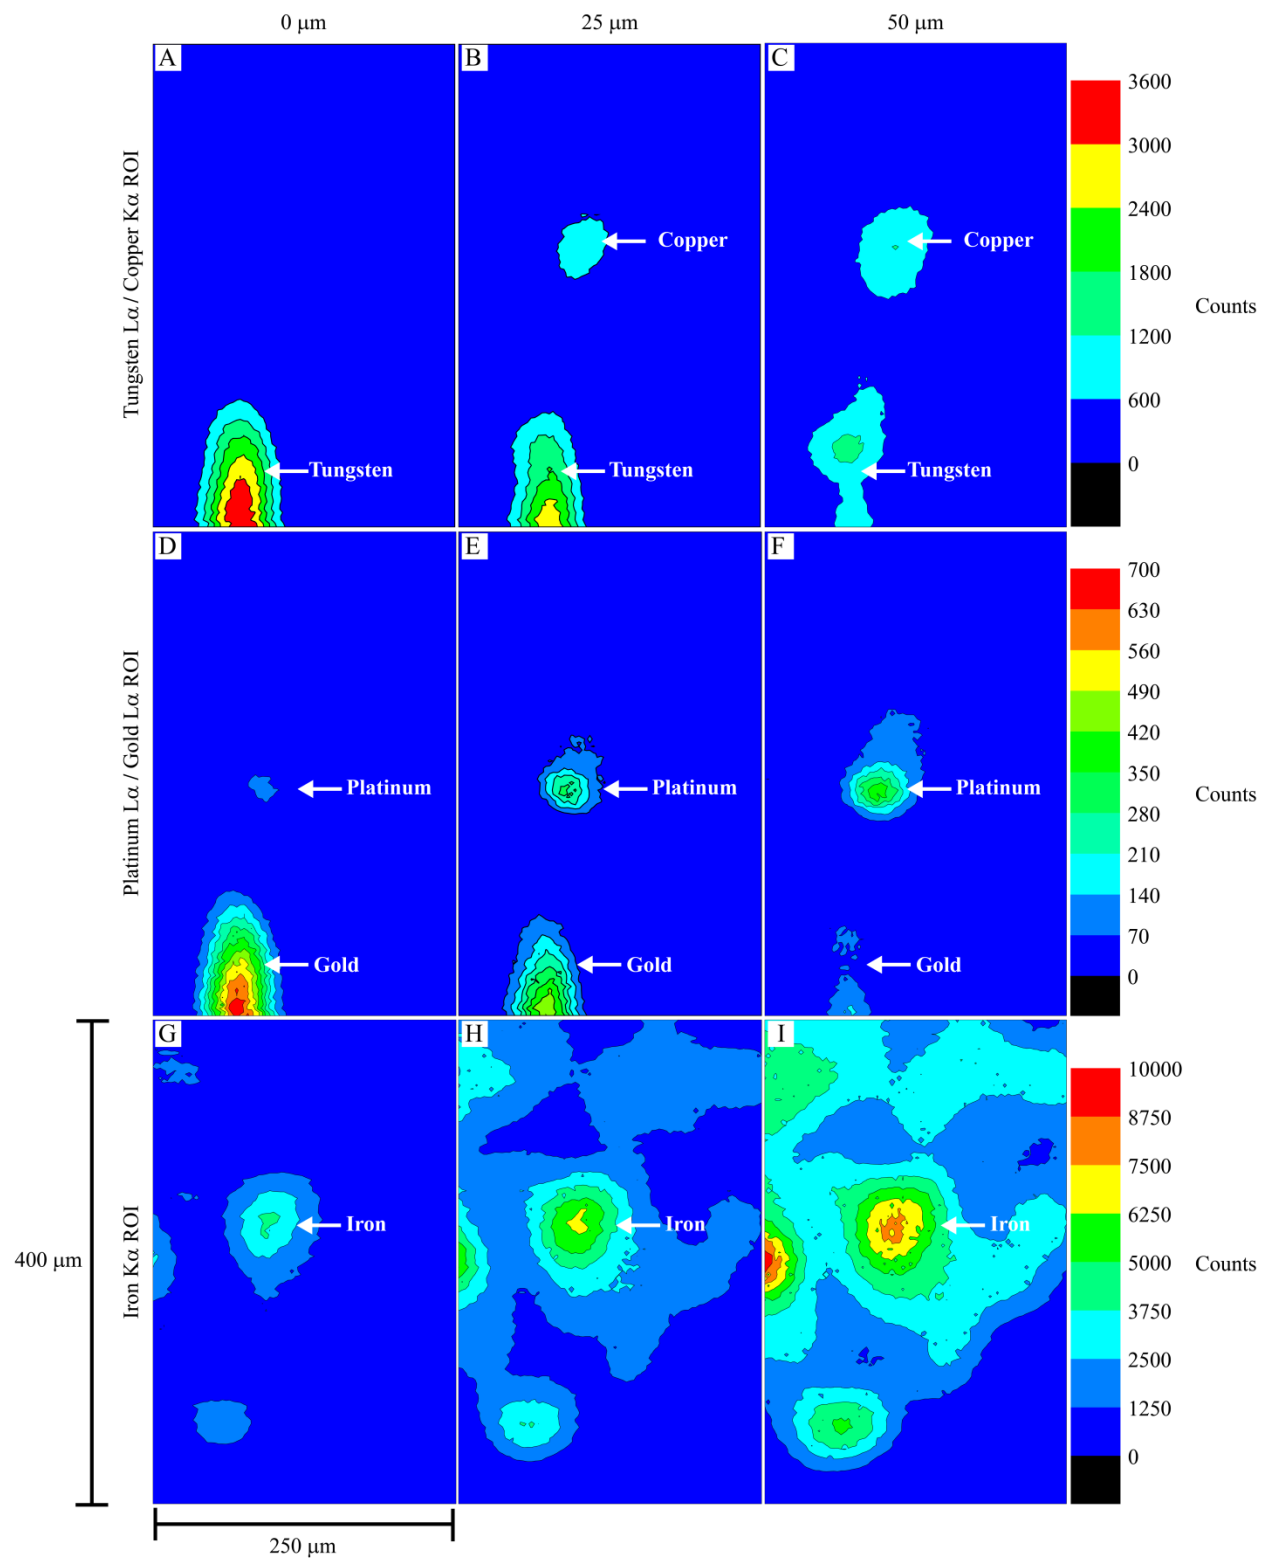 0 μm 25 μm 50 μm
A B C
Tungsten Lα / Copper Kα ROI
Copper Copper
Tungsten Tungsten Tungsten
3600
3000
2400
1800
1200
600
0
Counts
D E F
Platinum Lα / Gold Lα ROI
Platinum Platinum Platinum
Gold Gold Gold
700
630
560
490
420
350
280
210
140
70
0
Counts
G H I
Iron Kα ROI
Iron Iron Iron
10000
8750
7500
6250
5000
3750
2500
1250
0
Counts
400 μm
250 μm